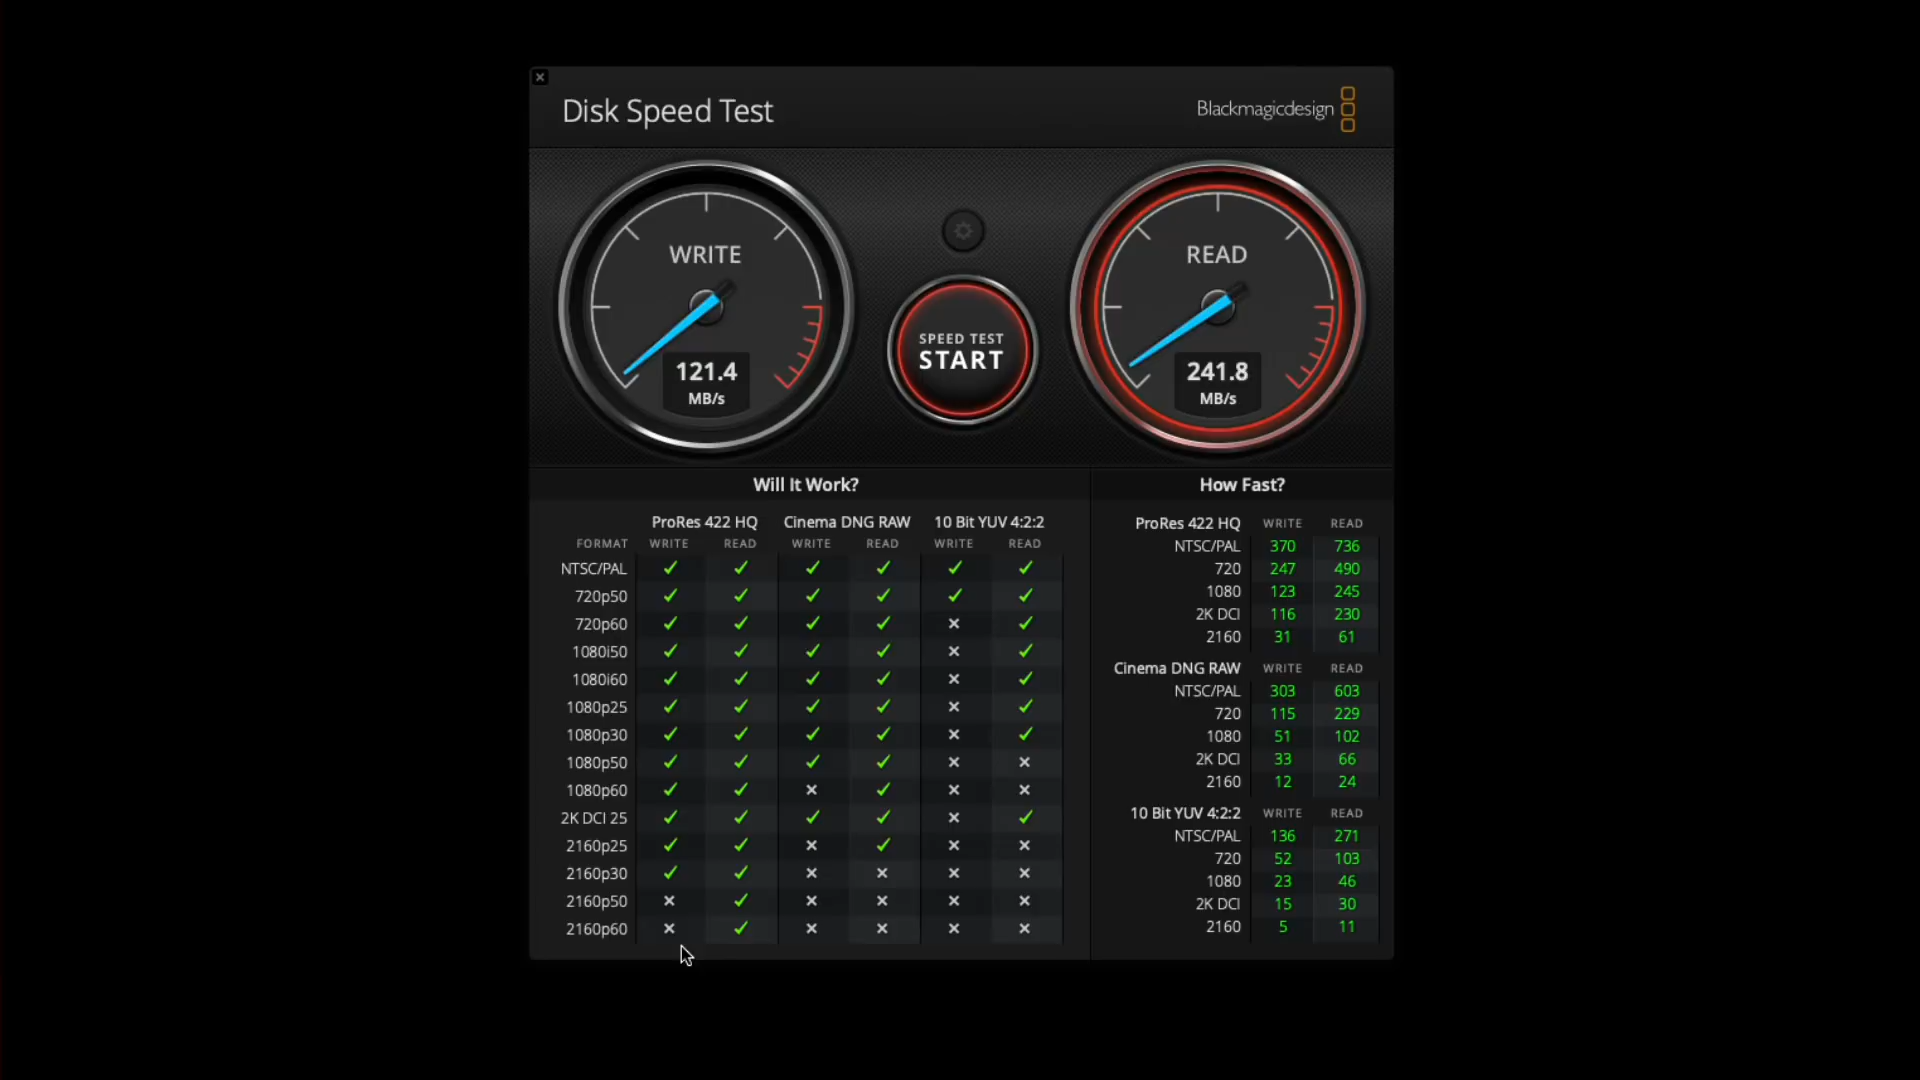 Disk Speed Test
Blackmagicdesign
WRITE
121.4
MB/s
SPEED TEST
START
READ
241.8
MB/s
Will It Work?
ProRes 422 HQ Cinema DNG RAW 10 Bit YUV 4:2:2
FORMAT WRITE READ WRITE READ WRITE READ
NTSC/PAL ✓ ✓ ✓ ✓ ✓ ✓
720p50 ✓ ✓ ✓ ✓ ✓ ✓
720p60 ✓ ✓ ✓ ✓ × ✓
1080i50 ✓ ✓ ✓ ✓ × ✓
1080i60 ✓ ✓ ✓ ✓ × ✓
1080p25 ✓ ✓ ✓ ✓ × ✓
1080p30 ✓ ✓ ✓ ✓ × ✓
1080p50 ✓ ✓ ✓ ✓ × ×
1080p60 ✓ ✓ × ✓ × ×
2K DCI 25 ✓ ✓ ✓ ✓ × ✓
2160p25 ✓ ✓ × ✓ × ×
2160p30 ✓ ✓ × × × ×
2160p50 × ✓ × × × ×
2160p60 × ✓ × × × ×
How Fast?
ProRes 422 HQ WRITE READ
NTSC/PAL 370 736
720 247 490
1080 123 245
2K DCI 116 230
2160 31 61
Cinema DNG RAW WRITE READ
NTSC/PAL 303 603
720 115 229
1080 51 102
2K DCI 33 66
2160 12 24
10 Bit YUV 4:2:2 WRITE READ
NTSC/PAL 136 271
720 52 103
1080 23 46
2K DCI 15 30
2160 5 11